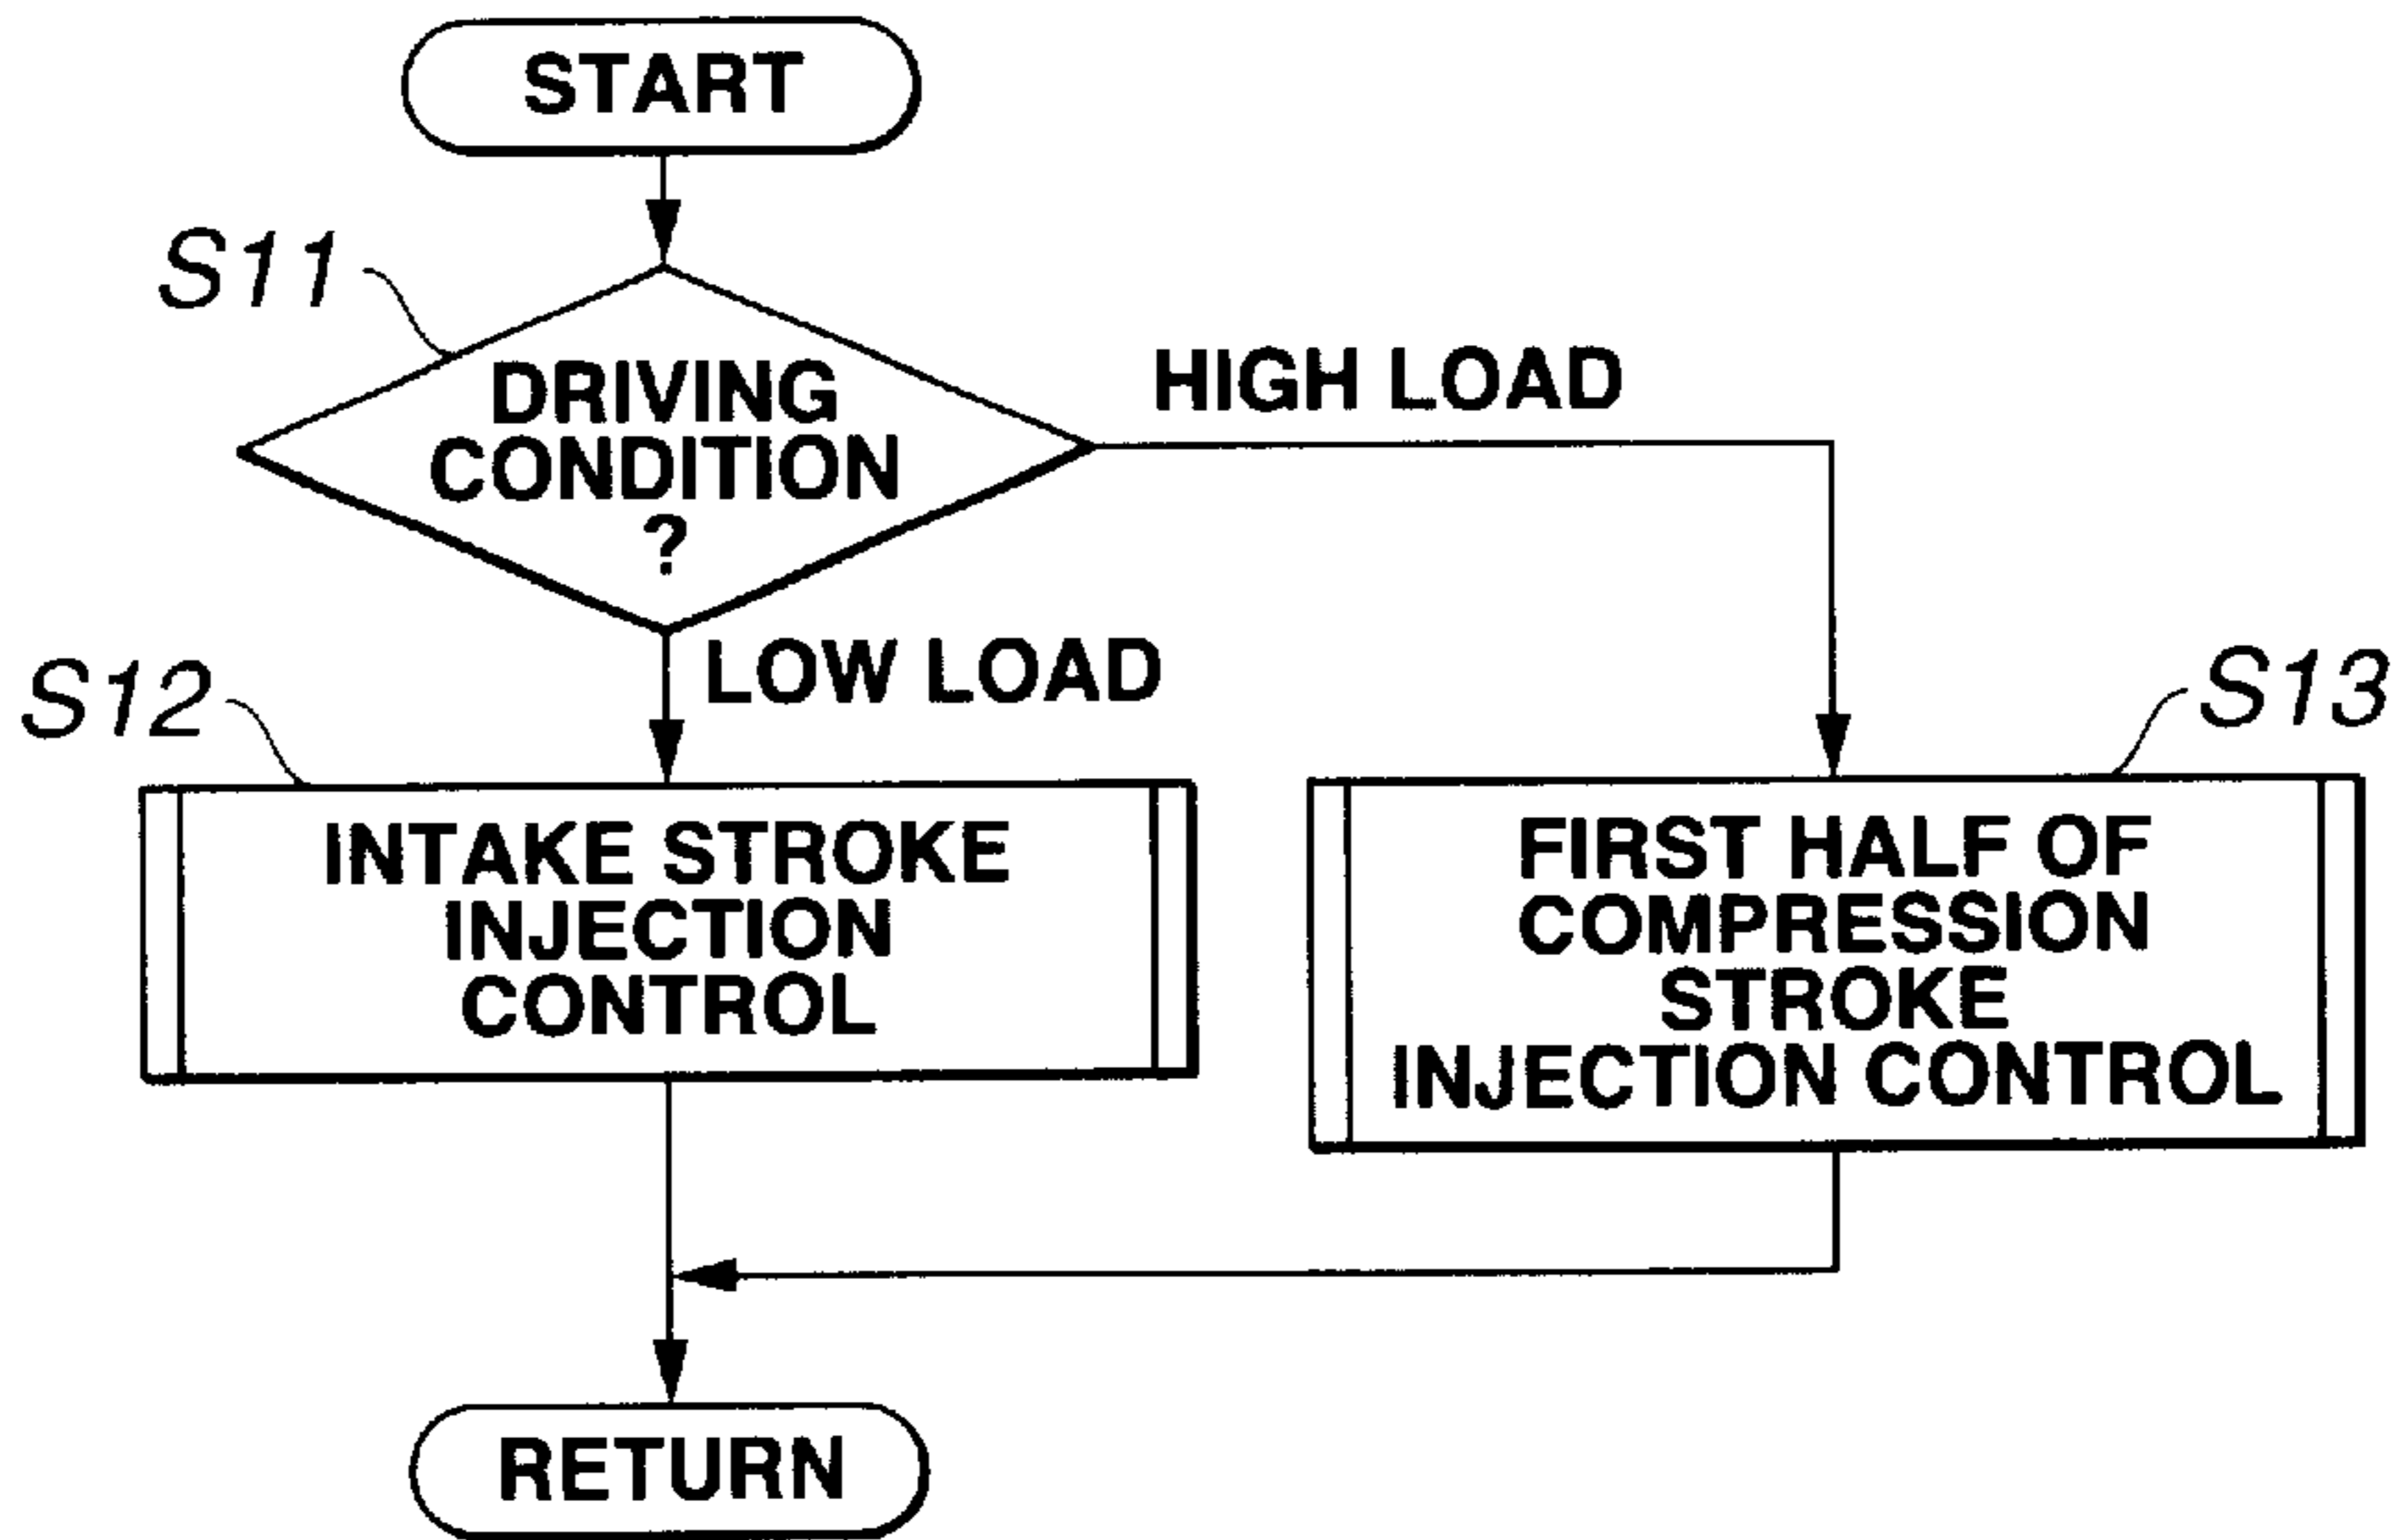 START
S11
DRIVING
CONDITION
?
HIGH LOAD
LOW LOAD
S12
INTAKE STROKE
INJECTION
CONTROL
S13
FIRST HALF OF
COMPRESSION
STROKE
INJECTION CONTROL
RETURN